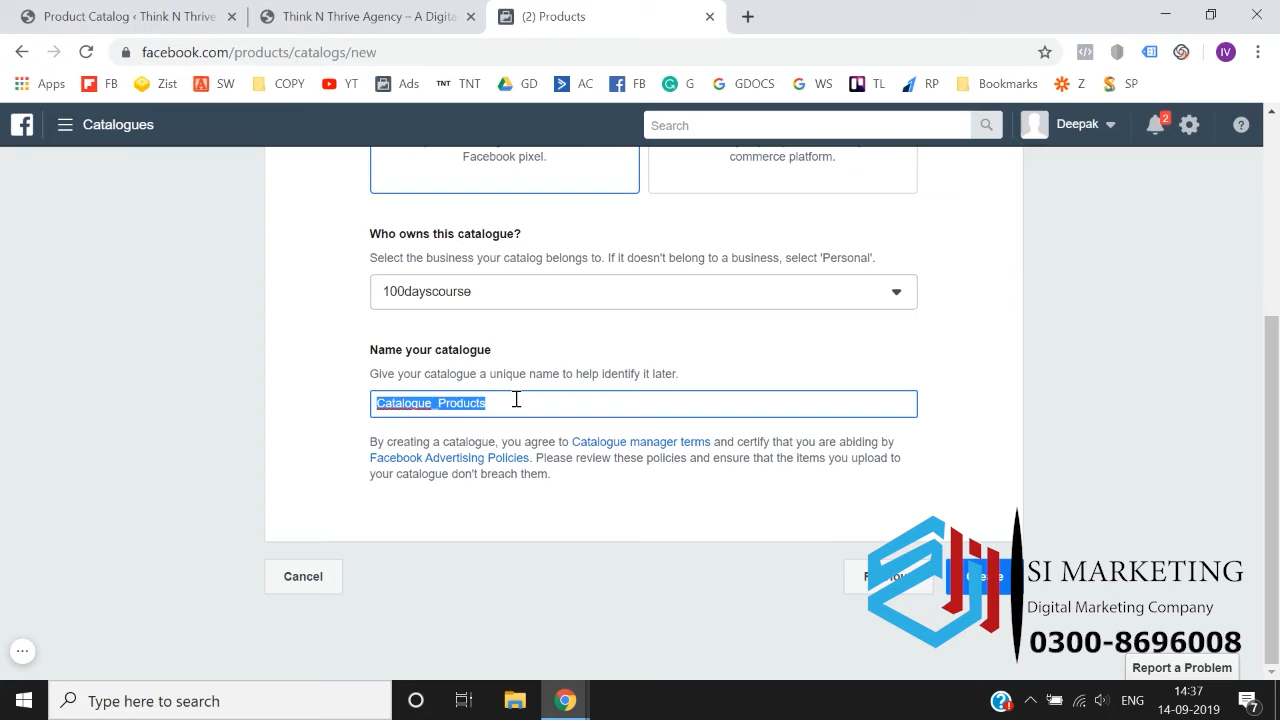 Product Catalog ‹ Think N Thrive
Think N Thrive Agency – A Digita
(2) Products
facebook.com/products/catalogs/new
IV
Apps FB Zist SW COPY YT Ads TNT TNT GD AC FB G GDOCS WS TL RP Bookmarks Z SP
Catalogues
Search
Deepak
2
Facebook pixel.
commerce platform.
Who owns this catalogue?
Select the business your catalog belongs to. If it doesn't belong to a business, select 'Personal'.
100dayscourse
Name your catalogue
Give your catalogue a unique name to help identify it later.
Catalogue_Products
By creating a catalogue, you agree to Catalogue manager terms and certify that you are abiding by
Facebook Advertising Policies. Please review these policies and ensure that the items you upload to
your catalogue don't breach them.
Cancel
SI MARKETING
Digital Marketing Company
0300-8696008
Report a Problem
Type here to search
ENG
14:37
14-09-2019
7